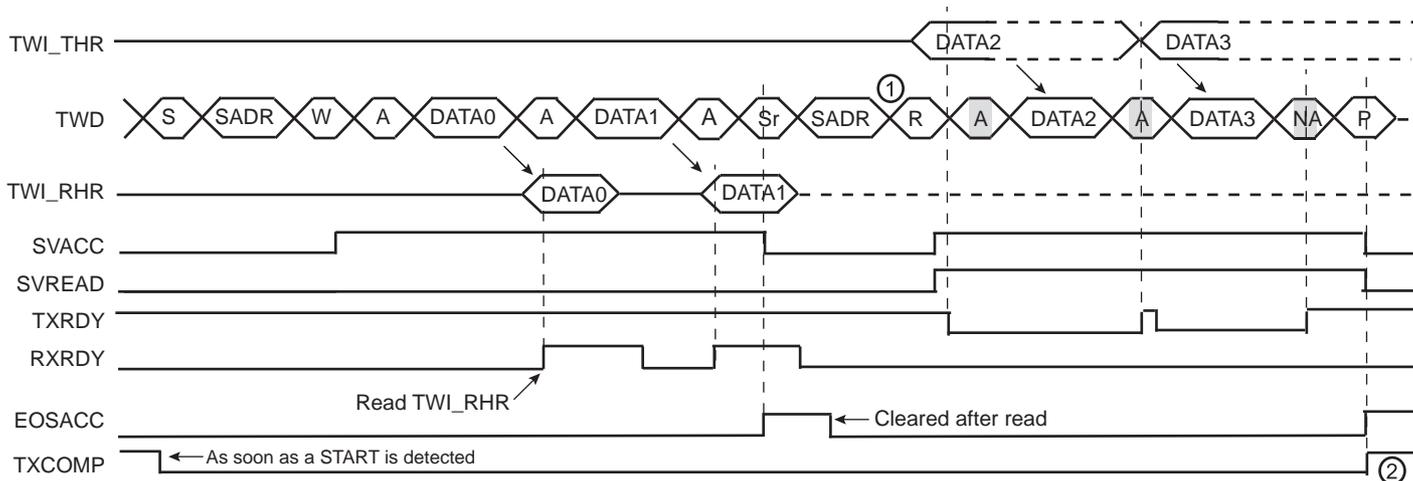 TWI_THR DATA2 DATA3
①
TWD S SADR W A DATA0 A DATA1 A Sr SADR R A DATA2 A DATA3 NA P
TWI_RHR DATA0 DATA1
SVACC
SVREAD
TXRDY
RXRDY
Read TWI_RHR
EOSACC Cleared after read
TXCOMP As soon as a START is detected ②